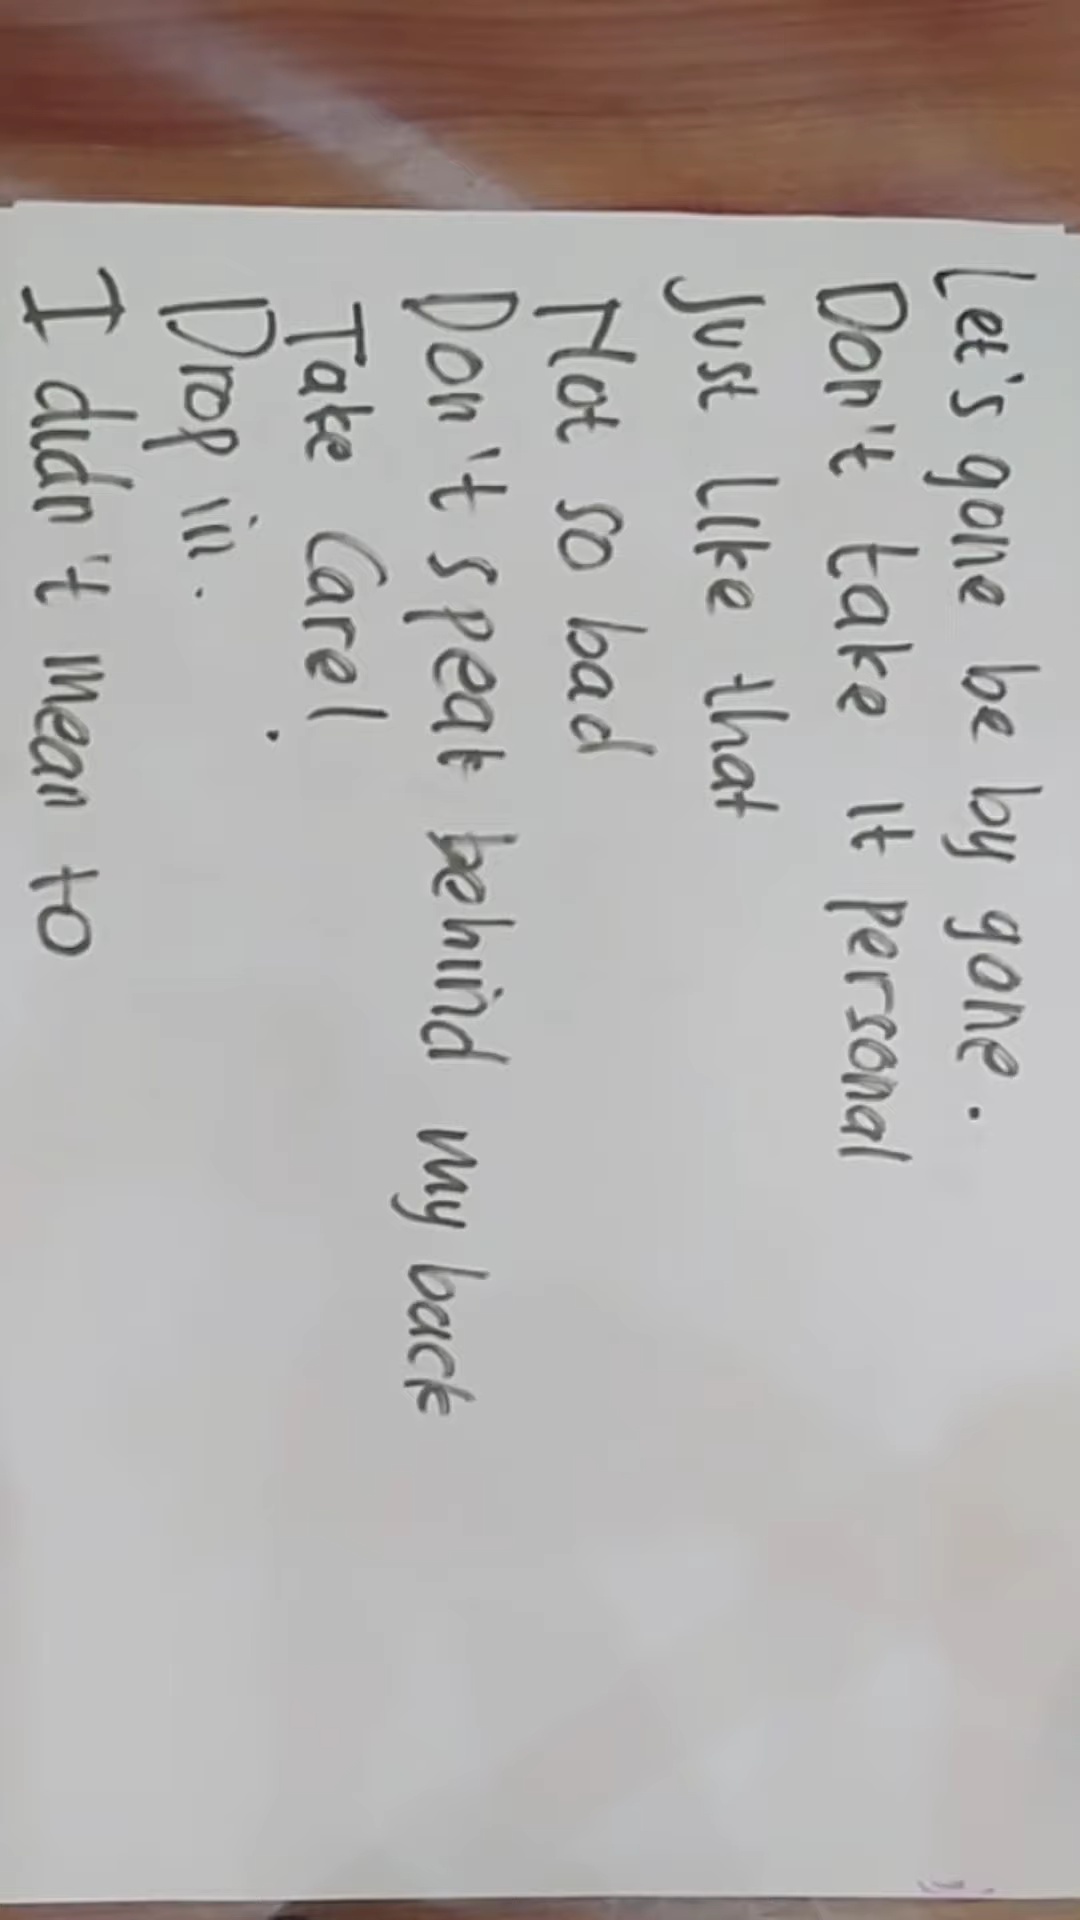 Let's gone be by gone.
Don't take it personal
Just like that
Not so bad
Don't speak behind my back
Take Care!
Drop in.
I didn't mean to